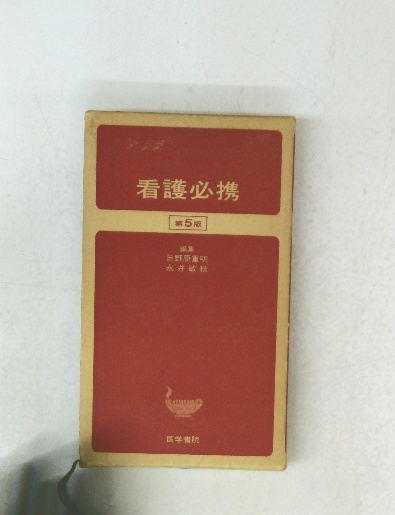 看護必携
第5版
編集
日野原重明
永井敏枝
医学書院